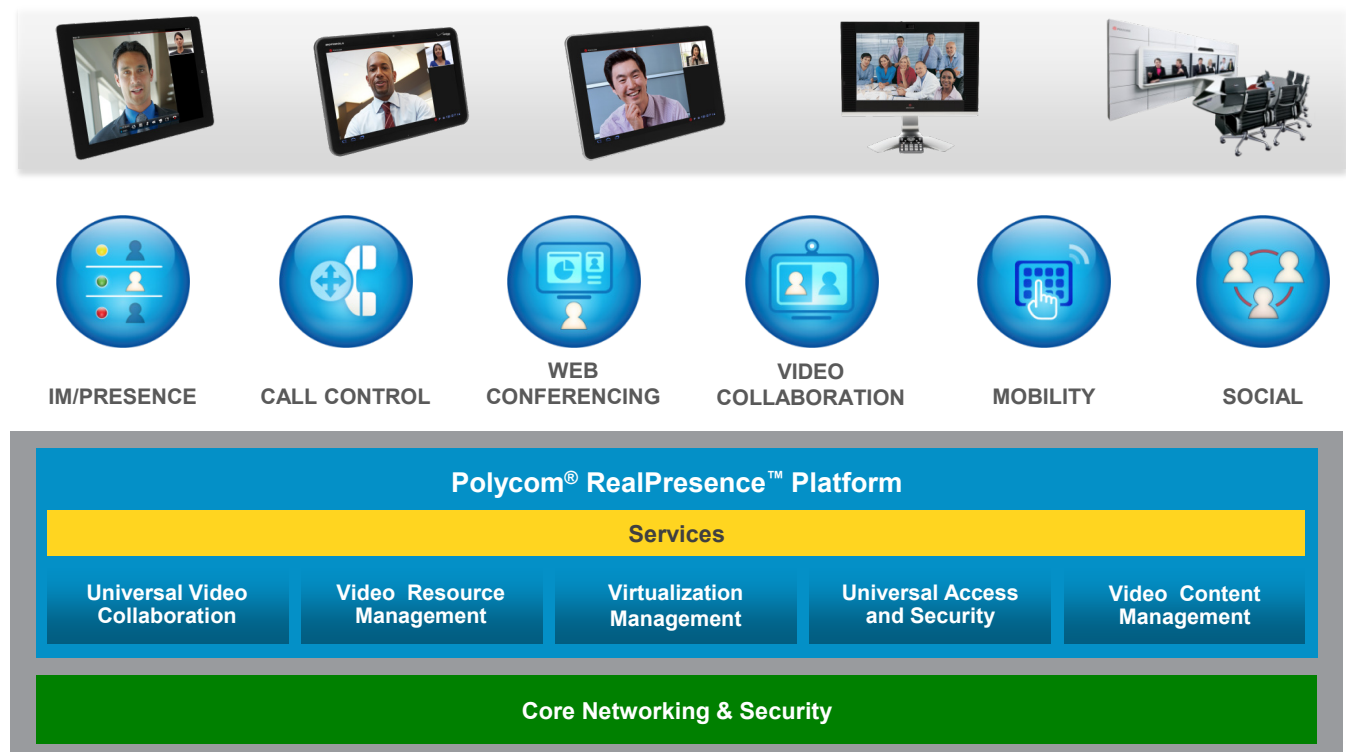 WEB
VIDEO
IM/PRESENCE
CALL CONTROL
CONFERENCING
COLLABORATION
MOBILITY
SOCIAL
Polycom® RealPresence™ Platform
Services
Universal Video
Collaboration
Video Resource
Management
Virtualization
Management
Universal Access
and Security
Video Content
Management
Core Networking & Security